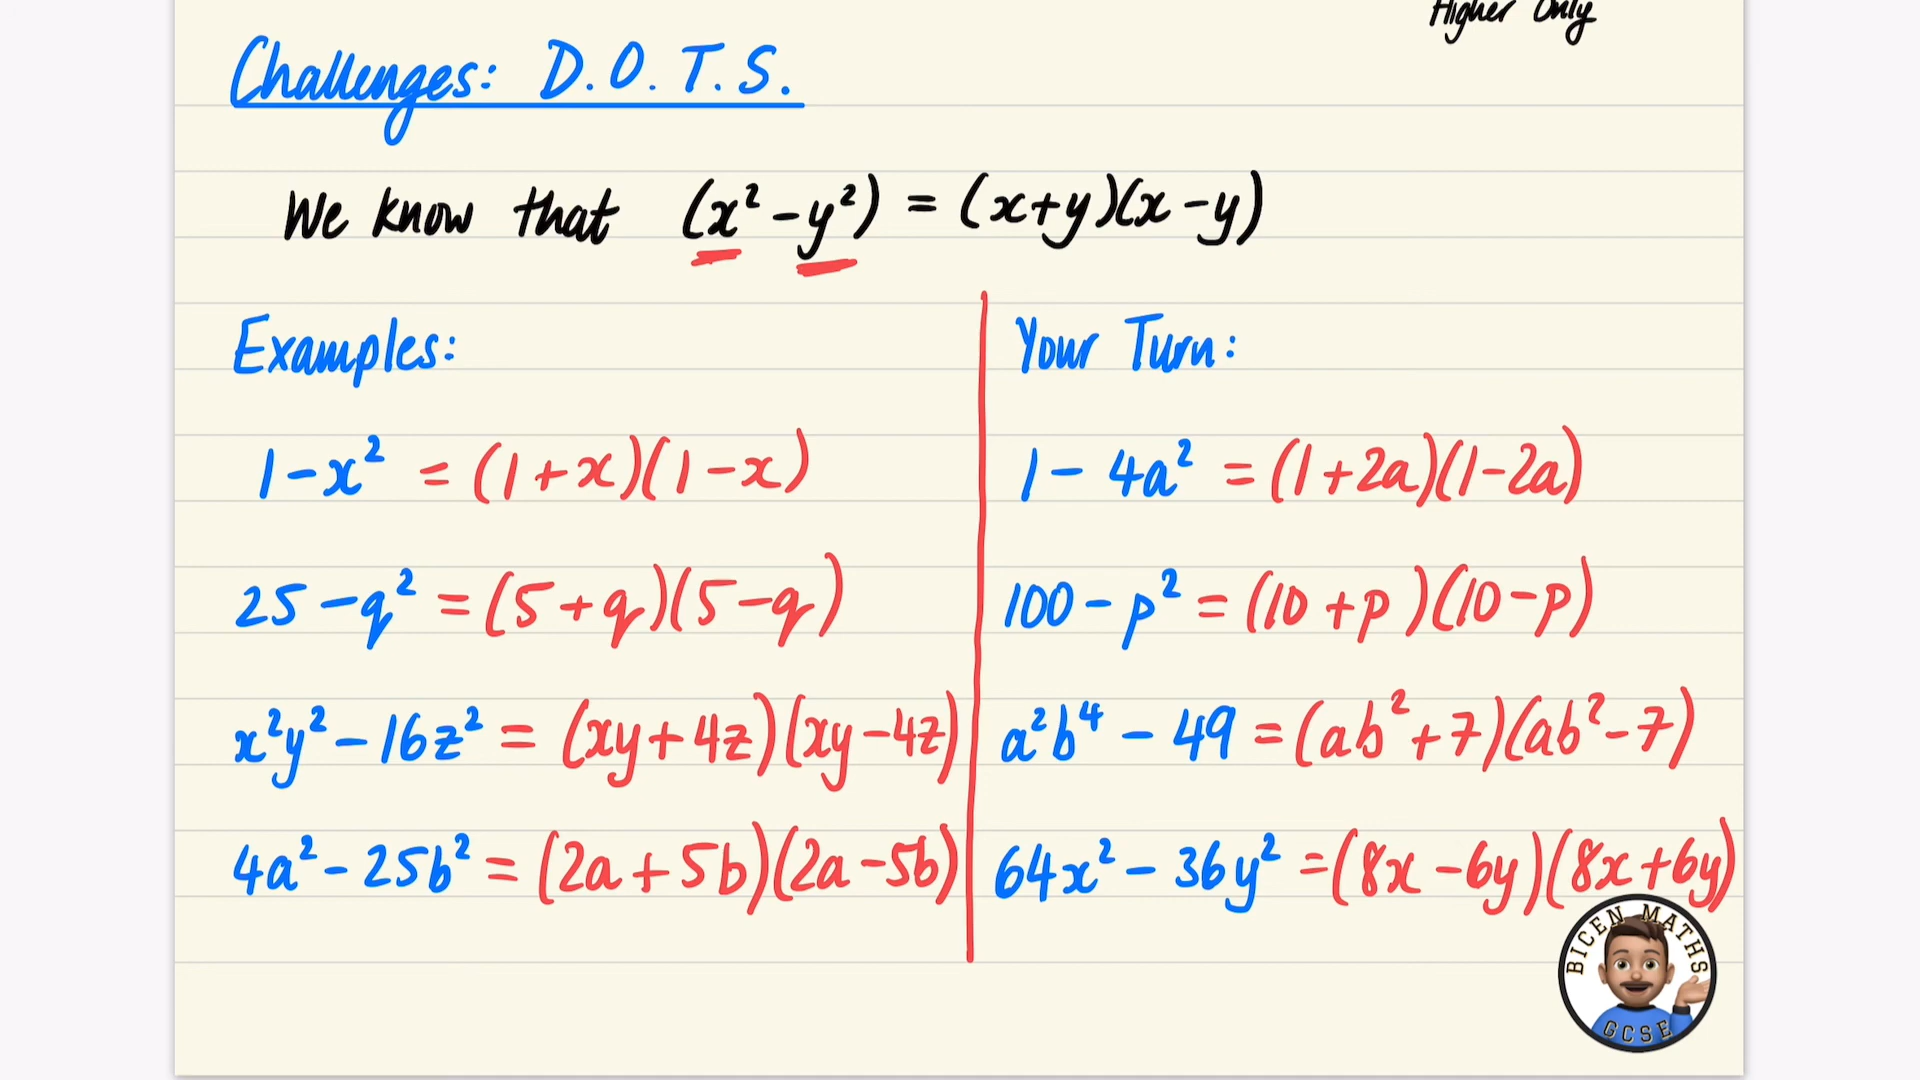 Higher Only
Challenges: D.O.T.S.
We know that (x² - y²) = (x+y)(x-y)
Examples:
1-x² = (1+x)(1-x)
25-q² = (5+q)(5-q)
x²y² - 16z² = (xy+4z)(xy-4z)
4a² - 25b² = (2a+5b)(2a-5b)
Your Turn:
1 - 4a² = (1+2a)(1-2a)
100 - p² = (10+p)(10-p)
a²b⁴ - 49 = (ab²+7)(ab²-7)
64x² - 36y² = (8x-6y)(8x+6y)
BICEN MATHS
GCSE